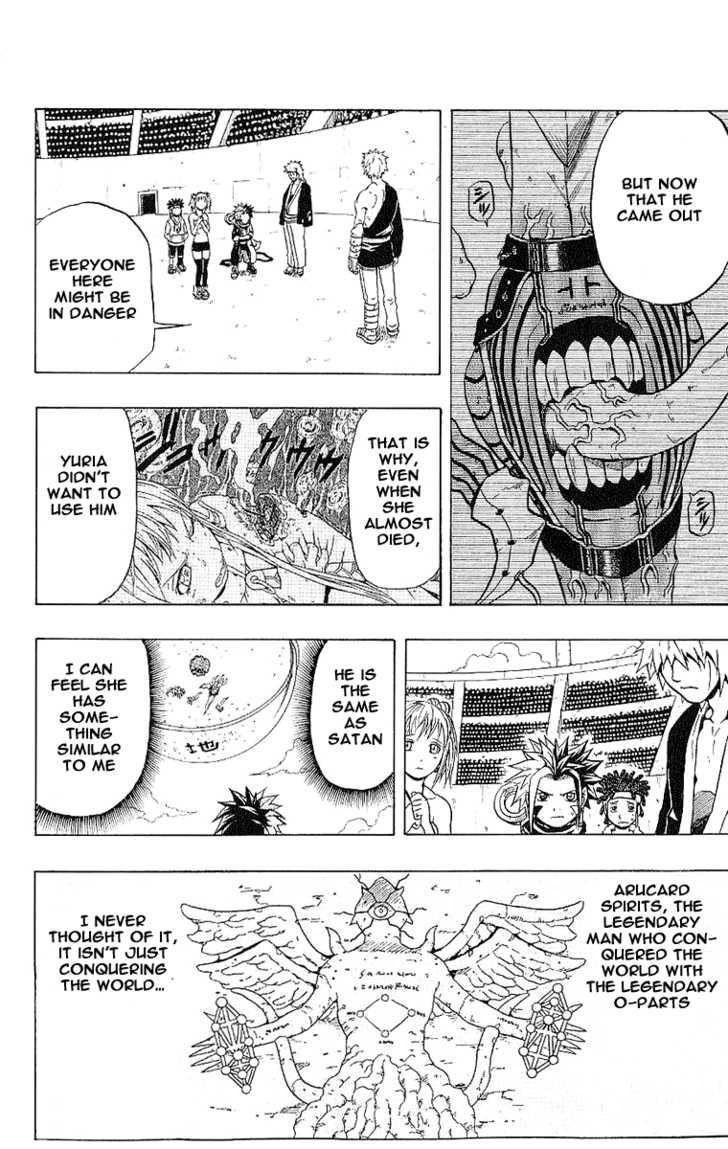 BUT NOW
THAT HE
CAME OUT
EVERYONE
HERE
MIGHT BE
IN DANGER
THAT IS
WHY,
EVEN
WHEN
SHE
ALMOST
DIED,
YURIA
DIDN'T
WANT TO
USE HIM
HE IS
THE
SAME
AS
SATAN
I CAN
FEEL SHE
HAS
SOME-
THING
SIMILAR
TO ME
地
ARUCARD
SPIRITS, THE
LEGENDARY
MAN WHO CON-
QUERED THE
WORLD WITH
THE LEGENDARY
O-PARTS
I NEVER
THOUGHT OF IT,
IT ISN'T JUST
CONQUERING
THE WORLD...